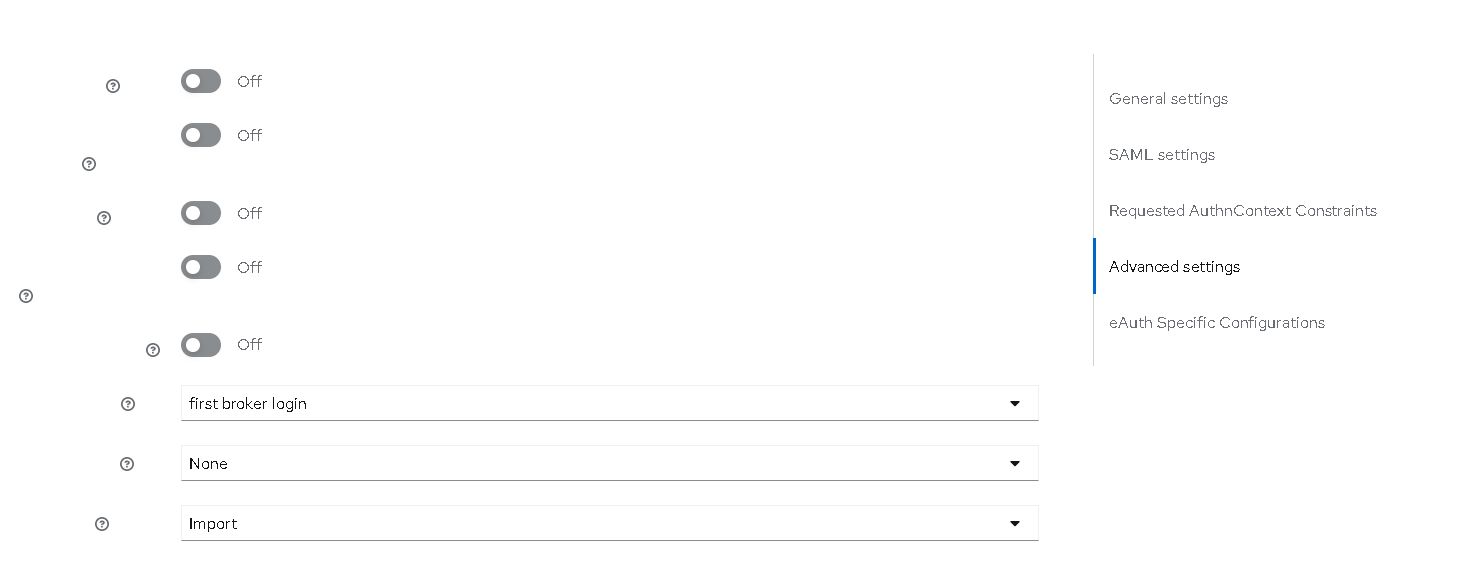 Off
Off
Off
Off
Off
first broker login
None
Import
General settings
SAML settings
Requested AuthnContext Constraints
Advanced settings
eAuth Specific Configurations